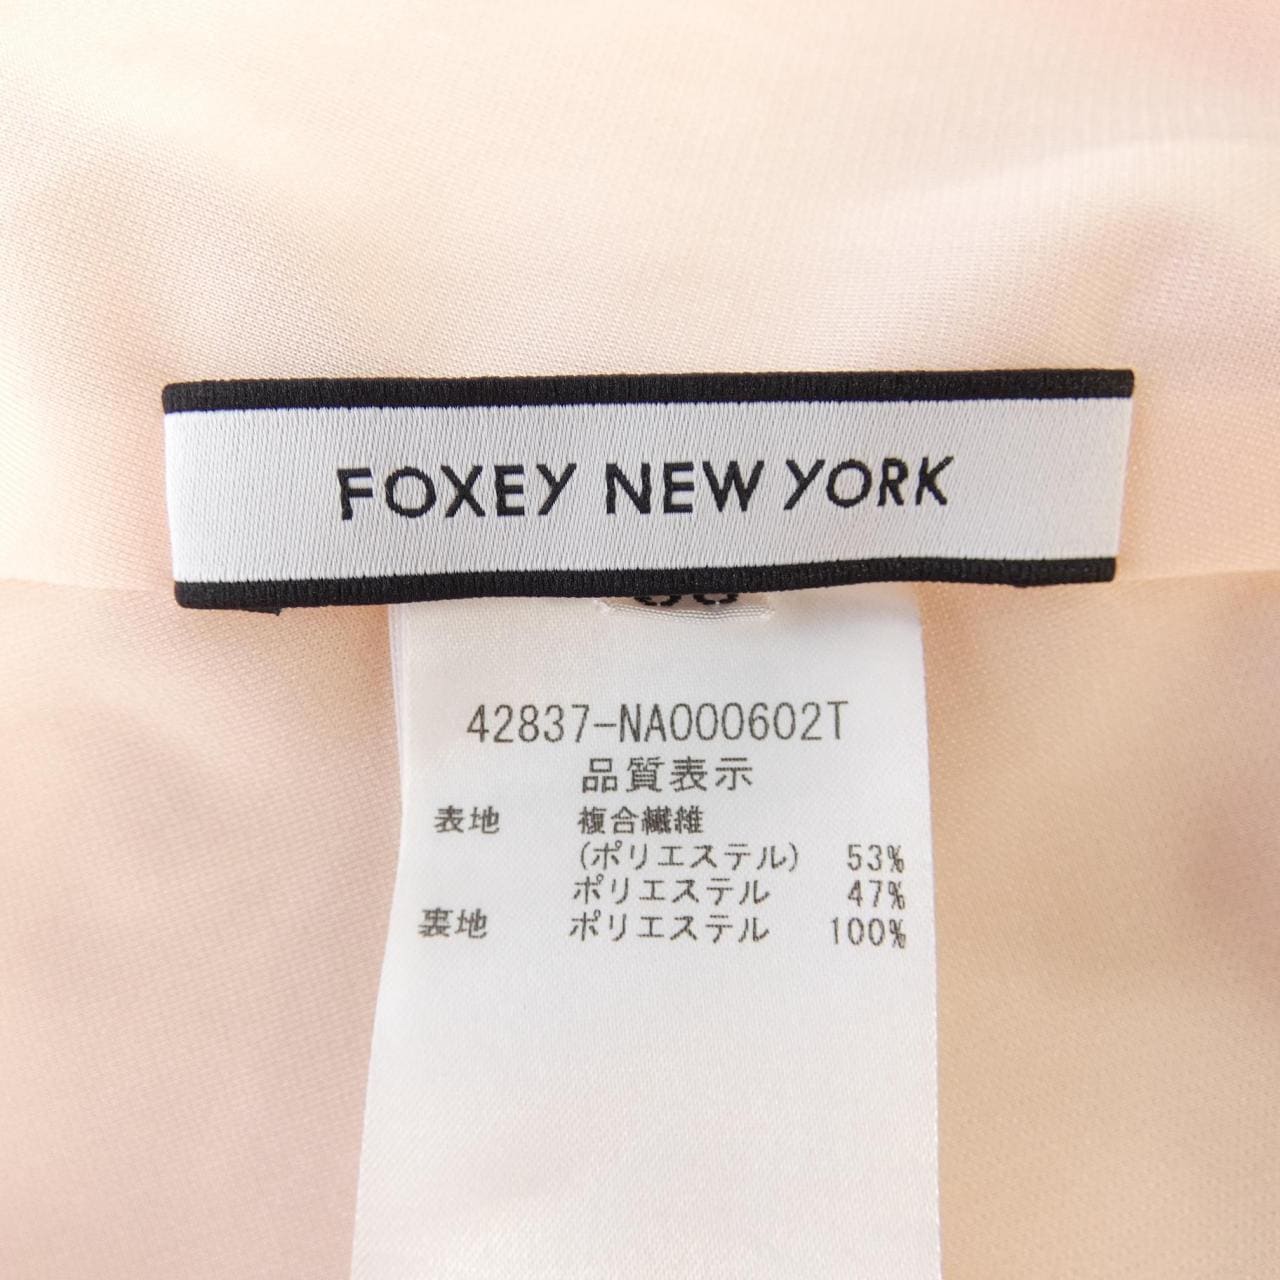 FOXEY NEW YORK
42837-NA000602T
品質表示
表地 複合繊維
(ポリエステル) 53%
ポリエステル 47%
裏地 ポリエステル 100%